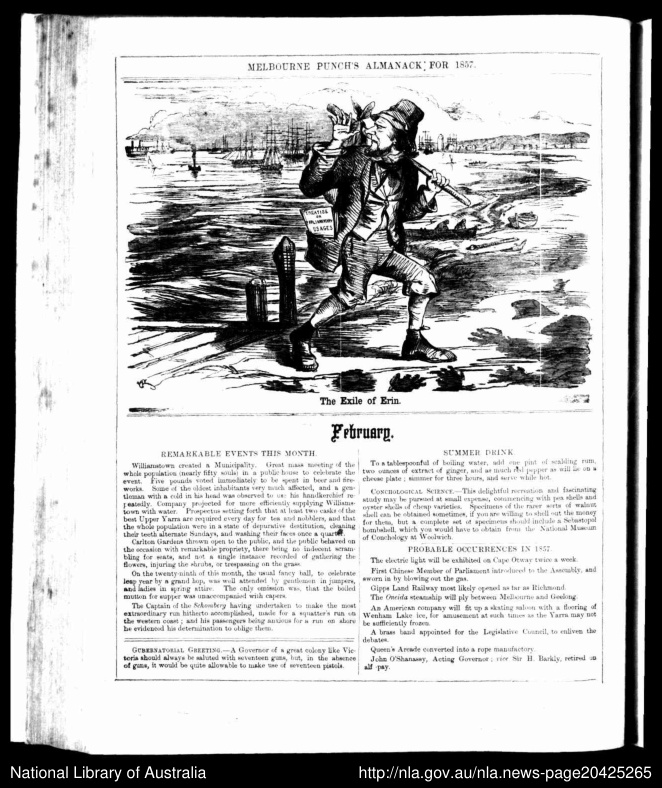 MELBOURNE PUNCH'S ALMANACK FOR 1857.
TREATISE
ON
PARLIAMENTARY
USAGES
The Exile of Erin.
February.
REMARKABLE EVENTS THIS MONTH.
Williamstown created a Municipality. Great mass meeting of the
whole population (nearly fifty souls) in a public house to celebrate the
event. Five pounds voted immediately to be spent in beer and fire-
works. Some of the oldest inhabitants very much affected, and a gen-
tleman with a cold in his head was observed to use his handkerchief re-
peatedly. Company projected for more efficiently supplying Williams-
town with water. Prospectus setting forth that at least two casks of the
best Upper Yarra are required every day for tea and nobblers, and that
the whole population were in a state of depurative destitution, cleaning
their teeth alternate Sundays, and washing their faces once a quarter.
Carlton Gardens thrown open to the public, and the public behaved on
the occasion with remarkable propriety, there being no indecent scram-
bling for seats, and not a single instance recorded of gathering the
flowers, injuring the shrubs, or trespassing on the grass.
On the twenty-ninth of this month, the usual fancy ball, to celebrate
leap year by a grand hop, was well attended by gentlemen in jumpers,
and ladies in spring attire. The only omission was, that the boiled
mutton for supper was unaccompanied with capers.
The Captain of the Schomberg having undertaken to make the most
extraordinary run hitherto accomplished, made for a squatter's run on
the western coast; and his passengers being anxious for a run on shore
he evidenced his determination to oblige them.
GUBERNATORIAL GREETING.—A Governor of a great colony like Vic-
toria should always be saluted with seventeen guns, but, in the absence
of guns, it would be quite allowable to make use of seventeen pistols.
SUMMER DRINK
To a tablespoonful of boiling water, add one pint of scalding rum,
two ounces of extract of ginger, and as much red pepper as will lie on a
cheese plate; simmer for three hours, and serve while hot.
CONCHOLOGICAL SCIENCE.—This delightful recreation and fascinating
study may be pursued at small expense, commencing with pea shells and
oyster shells of cheap varieties. Specimens of the rarer sorts of walnut
shell can be obtained sometimes, if you are willing to shell out the money
for them, but a complete set of specimens should include a Sebastopol
bombshell, which you would have to obtain from the National Museum
of Conchology at Woolwich.
PROBABLE OCCURRENCES IN 1857.
The electric light will be exhibited on Cape Otway twice a week.
First Chinese Member of Parliament introduced to the Assembly, and
sworn in by blowing out the gas.
Gipps Land Railway most likely opened as far as Richmond.
The Oneida steamship will ply between Melbourne and Geelong.
An American company will fit up a skating saloon with a flooring of
Wenham Lake ice, for amusement at such times as the Yarra may not
be sufficiently frozen.
A brass band appointed for the Legislative Council, to enliven the
debates.
Queen's Arcade converted into a rope manufactory.
John O'Shanassy, Acting Governor; vice Sir H. Barkly, retired on
alf pay.
National Library of Australia
http://nla.gov.au/nla.news-page20425265